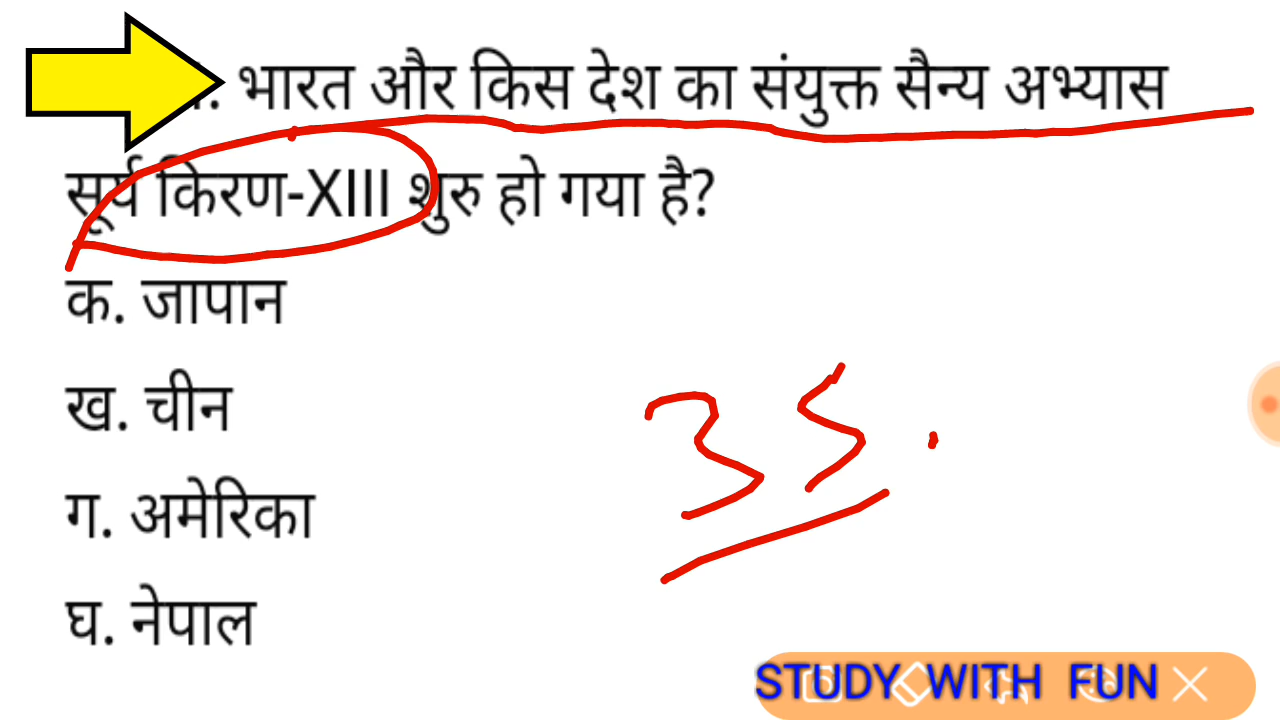 . भारत और किस देश का संयुक्त सैन्य अभ्यास
सूर्य किरण-XIII शुरु हो गया है?
क. जापान
ख. चीन
ग. अमेरिका
घ. नेपाल
35.
STUDY WITH FUN